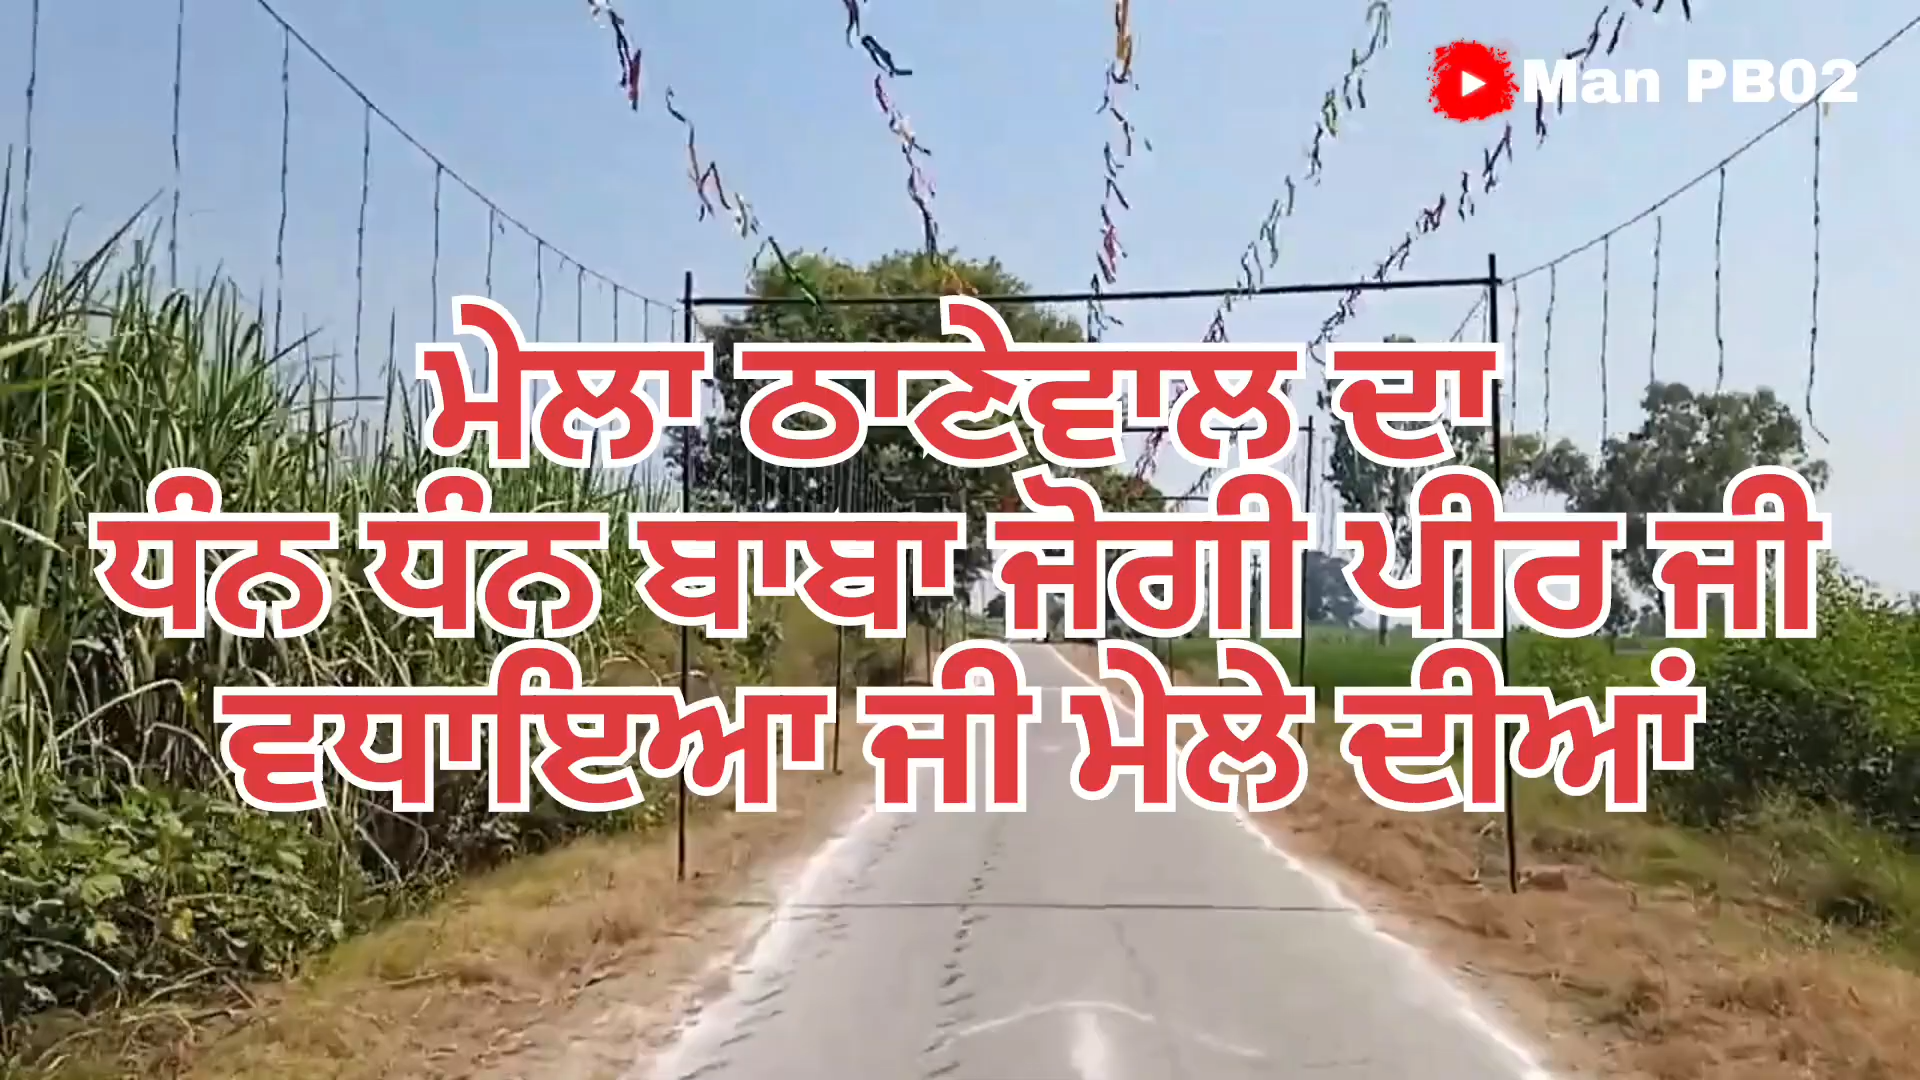 Man PB02
ਮੇਲਾ ਠਾਣੇਵਾਲ ਦਾ
ਧੰਨ ਧੰਨ ਬਾਬਾ ਜੋਗੀ ਪੀਰ ਜੀ
ਵਧਾਇਆ ਜੀ ਮੇਲੇ ਦੀਆਂ